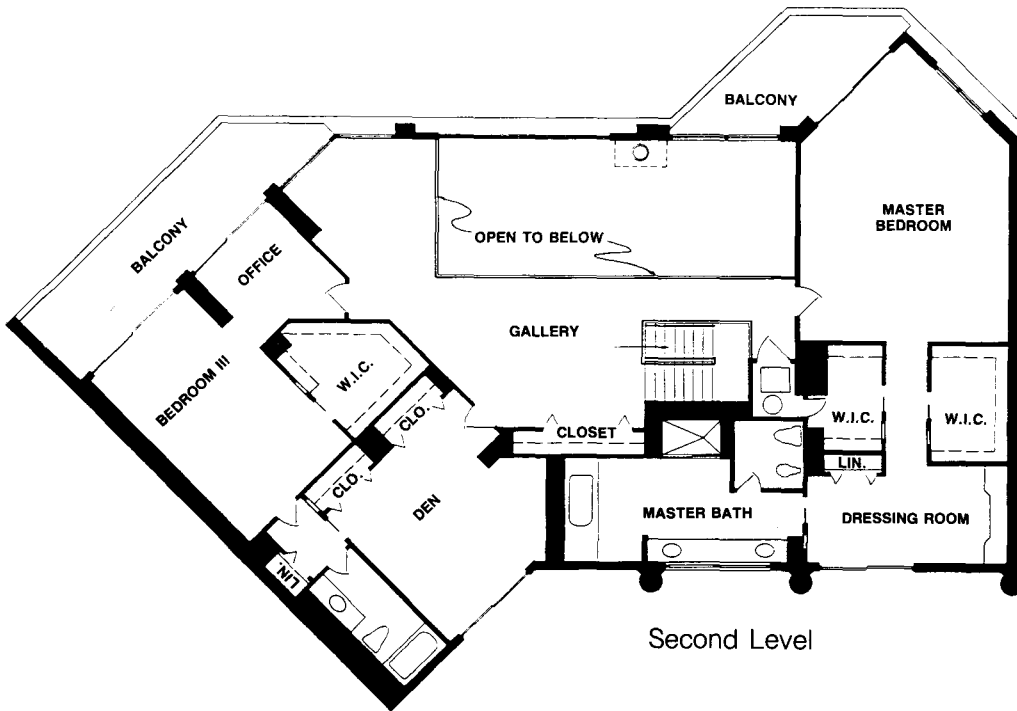 BALCONY
MASTER
BEDROOM
BALCONY
OFFICE
OPEN TO BELOW
GALLERY
BEDROOM III
W.I.C.
CLO.
CLO.
CLOSET
W.I.C.
W.I.C.
LIN.
DEN
MASTER BATH
DRESSING ROOM
LIN.
Second Level